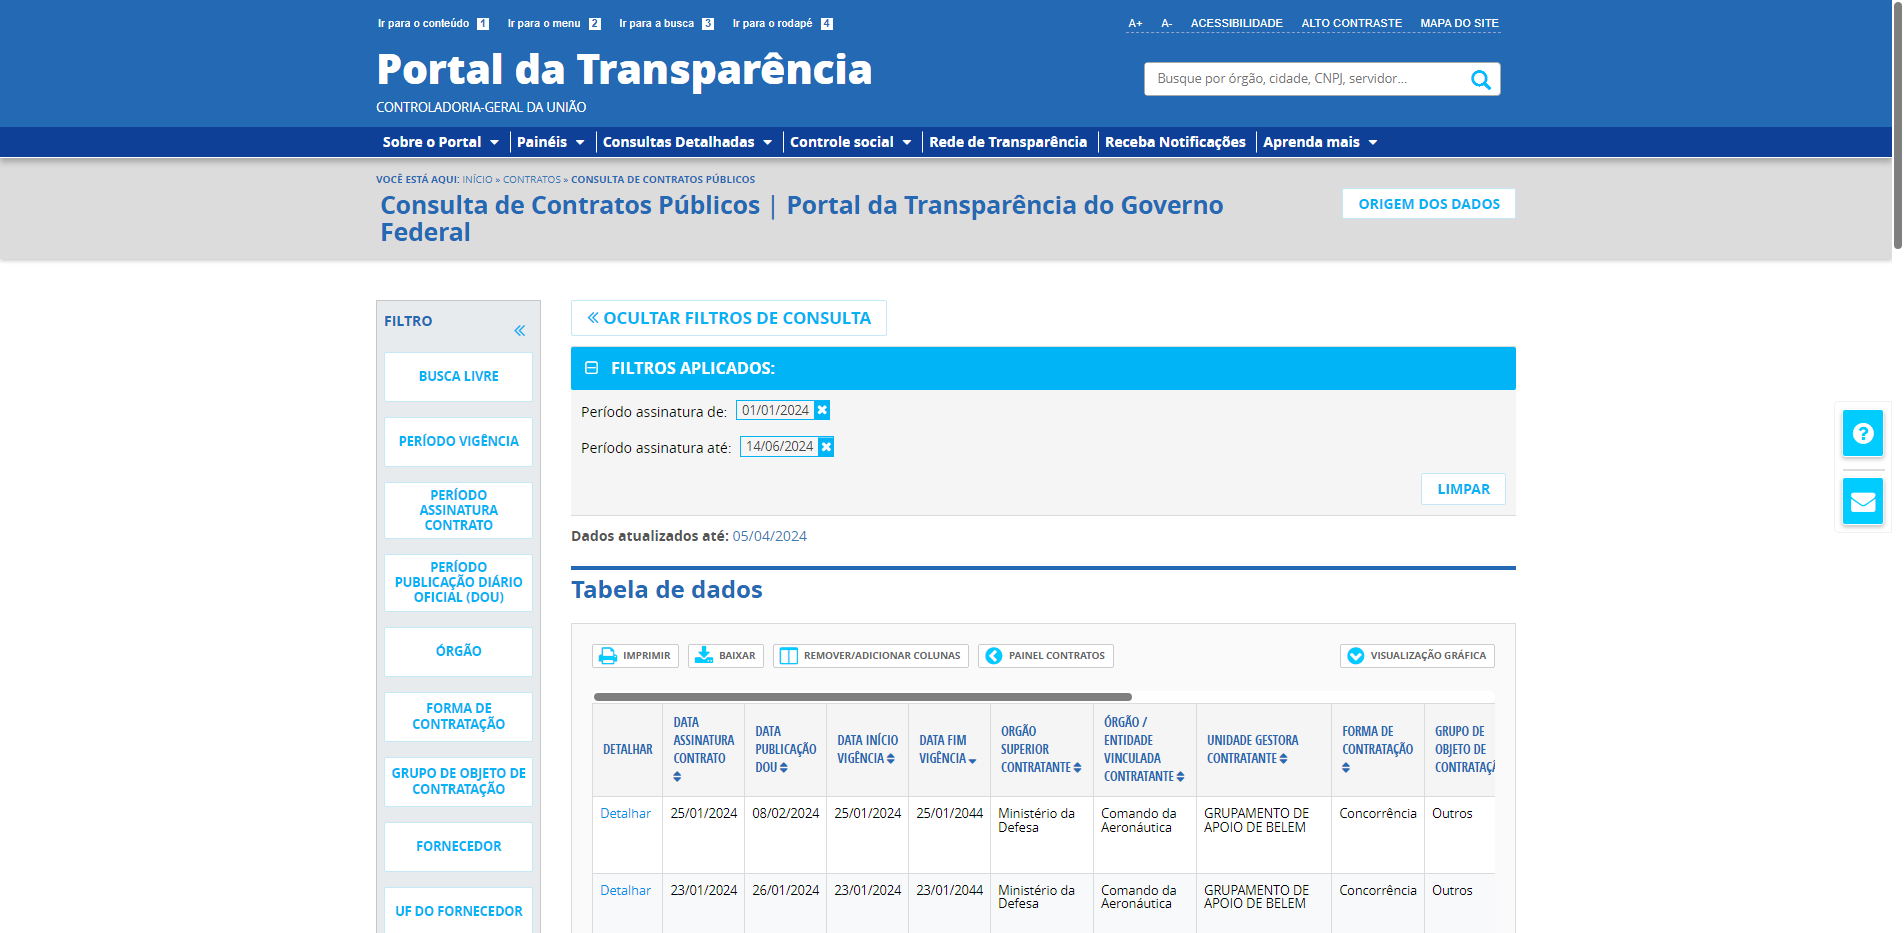 Ir para o conteúdo 1 Ir para o menu 2 Ir para a busca 3 Ir para o rodapé 4
A+ A- ACESSIBILIDADE ALTO CONTRASTE MAPA DO SITE
Portal da Transparência
CONTROLADORIA-GERAL DA UNIÃO
Busque por órgão, cidade, CNPJ, servidor...
Sobre o Portal Painéis Consultas Detalhadas Controle social Rede de Transparência Receba Notificações Aprenda mais
VOCÊ ESTÁ AQUI: INÍCIO » CONTRATOS » CONSULTA DE CONTRATOS PÚBLICOS
Consulta de Contratos Públicos | Portal da Transparência do Governo
Federal
ORIGEM DOS DADOS
FILTRO
BUSCA LIVRE
PERÍODO VIGÊNCIA
PERÍODO
ASSINATURA
CONTRATO
PERÍODO
PUBLICAÇÃO DIÁRIO
OFICIAL (DOU)
ÓRGÃO
FORMA DE
CONTRATAÇÃO
GRUPO DE OBJETO DE
CONTRATAÇÃO
FORNECEDOR
UF DO FORNECEDOR
OCULTAR FILTROS DE CONSULTA
FILTROS APLICADOS:
Período assinatura de: 01/01/2024
Período assinatura até: 14/06/2024
LIMPAR
Dados atualizados até: 05/04/2024
Tabela de dados
IMPRIMIR BAIXAR REMOVER/ADICIONAR COLUNAS PAINEL CONTRATOS VISUALIZAÇÃO GRÁFICA
DETALHAR
DATA
ASSINATURA
CONTRATO
DATA
PUBLICAÇÃO
DOU
DATA INÍCIO
VIGÊNCIA
DATA FIM
VIGÊNCIA
ORGÃO
SUPERIOR
CONTRATANTE
ÓRGÃO /
ENTIDADE
VINCULADA
CONTRATANTE
UNIDADE GESTORA
CONTRATANTE
FORMA DE
CONTRATAÇÃO
GRUPO DE
OBJETO DE
CONTRATAÇ
Detalhar 25/01/2024 08/02/2024 25/01/2024 25/01/2044 Ministério da Comando da GRUPAMENTO DE Concorrência Outros
Defesa Aeronáutica APOIO DE BELEM
Detalhar 23/01/2024 26/01/2024 23/01/2024 23/01/2044 Ministério da Comando da GRUPAMENTO DE Concorrência Outros
Defesa Aeronáutica APOIO DE BELEM